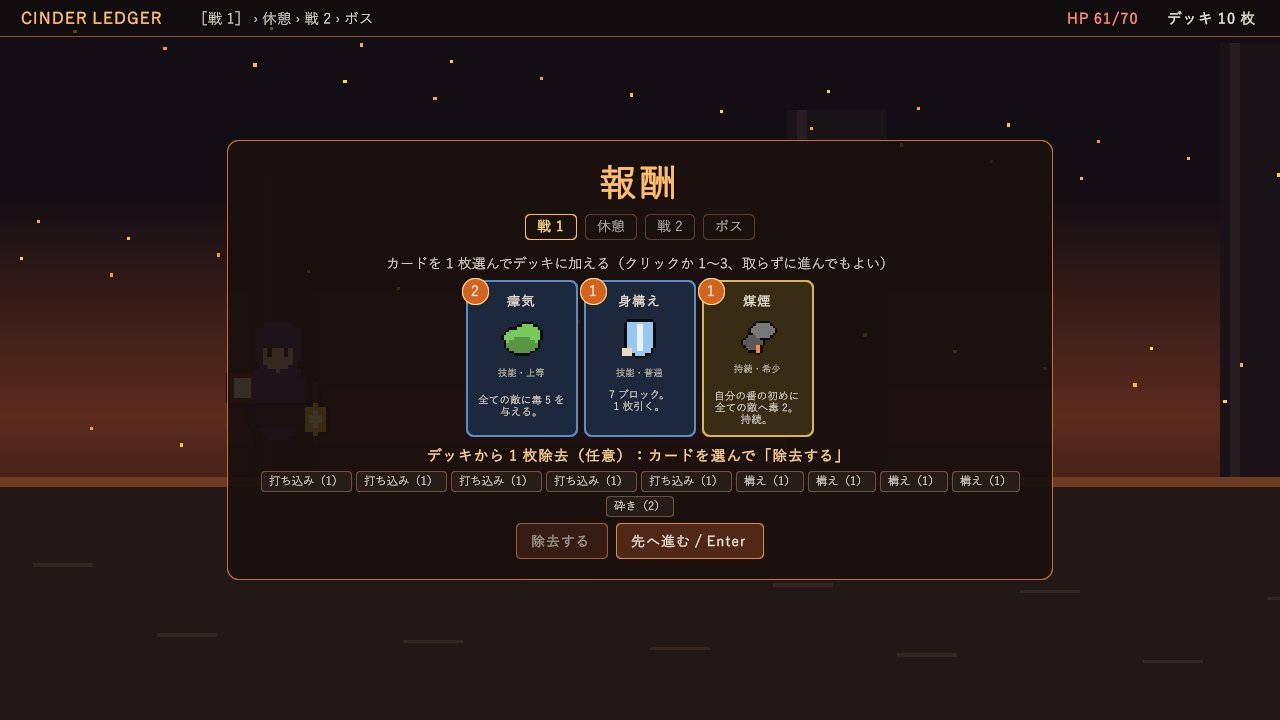 CINDER LEDGER ［戦 1］ › 休憩 › 戦 2 › ボス HP 61/70 デッキ 10 枚
報酬
戦 1 休憩 戦 2 ボス
カードを 1 枚選んでデッキに加える（クリックか 1〜3、取らずに進んでもよい）
2 瘴気
技能・上等
全ての敵に毒 5 を
与える。
1 身構え
技能・普通
7 ブロック。
1 枚引く。
1 煤煙
持続・希少
自分の番の初めに
全ての敵へ毒 2。
持続。
デッキから 1 枚除去（任意）：カードを選んで「除去する」
打ち込み（1） 打ち込み（1） 打ち込み（1） 打ち込み（1） 打ち込み（1） 構え（1） 構え（1） 構え（1） 構え（1）
砕き（2）
除去する 先へ進む / Enter